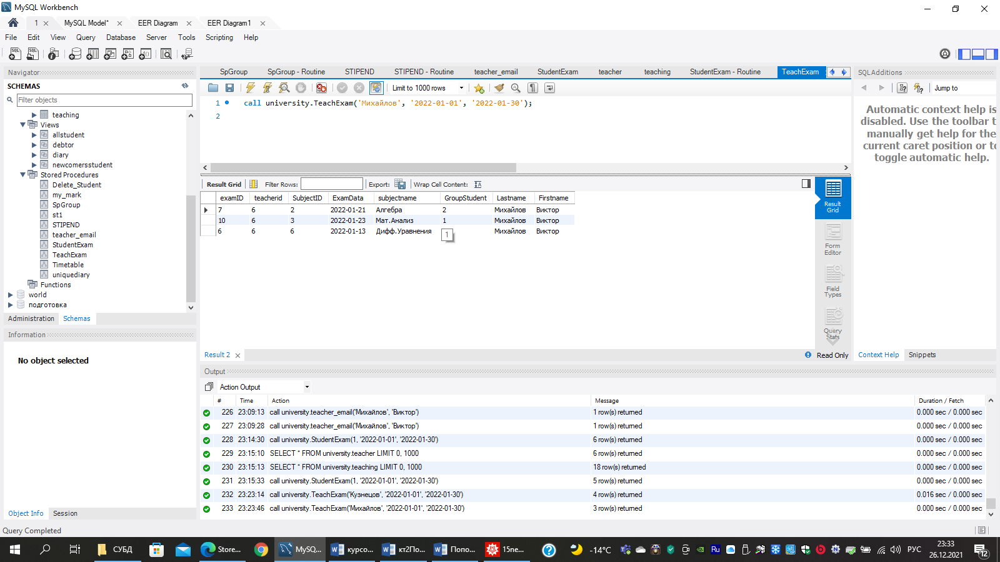 MySQL Workbench
1
MySQL Model*
EER Diagram
EER Diagram1
File Edit View Query Database Server Tools Scripting Help
Navigator
SCHEMAS
Filter objects
teaching
Views
allstudent
debtor
diary
newcomersstudent
Stored Procedures
Delete_Student
my_mark
SpGroup
st1
STIPEND
teacher_email
StudentExam
TeachExam
Timetable
uniquediary
Functions
world
подготовка
Administration Schemas
Information
No object selected
Object Info Session
SpGroup SpGroup - Routine STIPEND STIPEND - Routine teacher_email StudentExam teacher teaching StudentExam - Routine TeachExam
Limit to 1000 rows
1 call university.TeachExam('Михайлов', '2022-01-01', '2022-01-30');
2
Result Grid Filter Rows: Export: Wrap Cell Content:
examID teacherid SubjectID ExamData subjectname GroupStudent Lastname Firstname
7 6 2 2022-01-21 Алгебра 2 Михайлов Виктор
10 6 3 2022-01-23 Мат.Анализ 1 Михайлов Виктор
6 6 6 2022-01-13 Дифф.Уравнения Михайлов Виктор
1
Result Grid
Form Editor
Field Types
Query Stats
Result 2
Read Only
SQLAdditions
Jump to
Automatic context help is
disabled. Use the toolbar t
manually get help for the
current caret position or to
toggle automatic help.
Context Help Snippets
Output
Action Output
# Time Action Message Duration / Fetch
226 23:09:13 call university.teacher_email('Михайлов', 'Виктор') 1 row(s) returned 0.000 sec / 0.000 sec
227 23:09:28 call university.teacher_email('Михайлов', 'Виктор') 1 row(s) returned 0.000 sec / 0.000 sec
228 23:14:30 call university.StudentExam(1, '2022-01-01', '2022-01-30') 6 row(s) returned 0.000 sec / 0.000 sec
229 23:15:10 SELECT * FROM university.teacher LIMIT 0, 1000 6 row(s) returned 0.000 sec / 0.000 sec
230 23:15:13 SELECT * FROM university.teaching LIMIT 0, 1000 18 row(s) returned 0.000 sec / 0.000 sec
231 23:15:33 call university.StudentExam(1, '2022-01-01', '2022-01-30') 5 row(s) returned 0.000 sec / 0.000 sec
232 23:23:14 call university.TeachExam('Кузнецов', '2022-01-01', '2022-01-30') 4 row(s) returned 0.016 sec / 0.000 sec
233 23:23:46 call university.TeachExam('Михайлов', '2022-01-01', '2022-01-30') 3 row(s) returned 0.000 sec / 0.000 sec
Query Completed
СУБД Store... MySQ... курсо... кт2По... Попо... 15ne... -14°C Ru РУС
23:33
26.12.2021
12